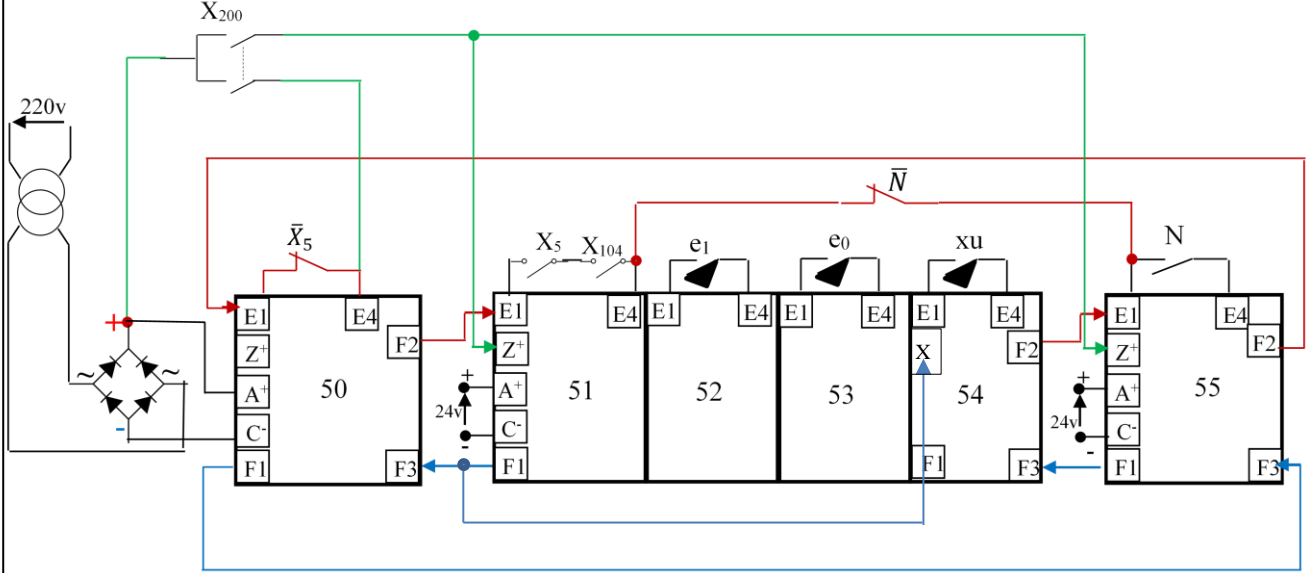 X₂₀₀
220v
N̅
X̅₅
X₅ X₁₀₄ e₁ e₀ xu N
+
~ ~
-
E1 E4
Z⁺
A⁺
C⁻
F1
F2
F3
50
E1 E4
Z⁺
A⁺
C⁻
F1
51
+
24v
-
E1 E4
52
E1 E4
53
E1 E4
X
F2
54
F1 F3
+
24v
-
E1 E4
Z⁺
A⁺
C⁻
F1
F2
F3
55